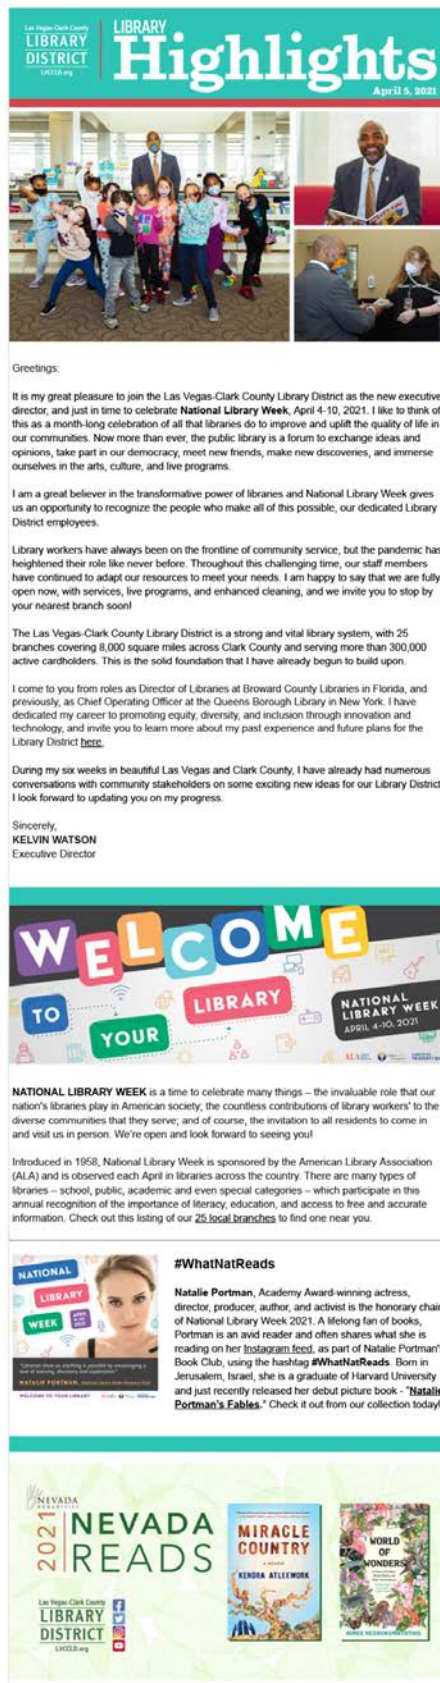 Las Vegas-Clark County
LIBRARY
DISTRICT
LVCCLD.org
LIBRARY
Highlights
April 5, 2021
Greetings:
It is my great pleasure to join the Las Vegas-Clark County Library District as the new executive
director, and just in time to celebrate National Library Week, April 4-10, 2021. I like to think of
this as a month-long celebration of all that libraries do to improve and uplift the quality of life in
our communities. Now more than ever, the public library is a forum to exchange ideas and
opinions, take part in our democracy, meet new friends, make new discoveries, and immerse
ourselves in the arts, culture, and live programs.
I am a great believer in the transformative power of libraries and National Library Week gives
us an opportunity to recognize the people who make all of this possible, our dedicated Library
District employees.
Library workers have always been on the frontline of community service, but the pandemic has
heightened their role like never before. Throughout this challenging time, our staff members
have continued to adapt our resources to meet your needs. I am happy to say that we are fully
open now, with services, live programs, and enhanced cleaning, and we invite you to stop by
your nearest branch soon!
The Las Vegas-Clark County Library District is a strong and vital library system, with 25
branches covering 8,000 square miles across Clark County and serving more than 300,000
active cardholders. This is the solid foundation that I have already begun to build upon.
I come to you from roles as Director of Libraries at Broward County Libraries in Florida, and
previously, as Chief Operating Officer at the Queens Borough Library in New York. I have
dedicated my career to promoting equity, diversity, and inclusion through innovation and
technology, and invite you to learn more about my past experience and future plans for the
Library District here.
During my six weeks in beautiful Las Vegas and Clark County, I have already had numerous
conversations with community stakeholders on some exciting new ideas for our Library District.
I look forward to updating you on my progress.
Sincerely,
KELVIN WATSON
Executive Director
WELCOME
TO
YOUR
LIBRARY
NATIONAL
LIBRARY WEEK
APRIL 4-10, 2021
ALA
NATIONAL LIBRARY WEEK is a time to celebrate many things – the invaluable role that our
nation's libraries play in American society; the countless contributions of library workers' to the
diverse communities that they serve; and of course, the invitation to all residents to come in
and visit us in person. We're open and look forward to seeing you!
Introduced in 1958, National Library Week is sponsored by the American Library Association
(ALA) and is observed each April in libraries across the country. There are many types of
libraries – school, public, academic and even special categories – which participate in this
annual recognition of the importance of literacy, education, and access to free and accurate
information. Check out this listing of our 25 local branches to find one near you.
NATIONAL
LIBRARY
WEEK
APRIL
4-10
2021
"Libraries show us anything is possible by encouraging a
love of learning, discovery and exploration."
NATALIE PORTMAN,
WELCOME TO YOUR LIBRARY
#WhatNatReads
Natalie Portman, Academy Award-winning actress,
director, producer, author, and activist is the honorary chair
of National Library Week 2021. A lifelong fan of books,
Portman is an avid reader and often shares what she is
reading on her Instagram feed, as part of Natalie Portman's
Book Club, using the hashtag #WhatNatReads. Born in
Jerusalem, Israel, she is a graduate of Harvard University
and just recently released her debut picture book - "Natalie
Portman's Fables." Check it out from our collection today!
NEVADA
HUMANITIES
2021
NEVADA
READS
Las Vegas-Clark County
LIBRARY
DISTRICT
LVCCLD.org
MIRACLE
COUNTRY
A MEMOIR
KENDRA ATLEEWORK
WORLD
OF
WONDERS
AIMEE NEZHUKUMATATHIL